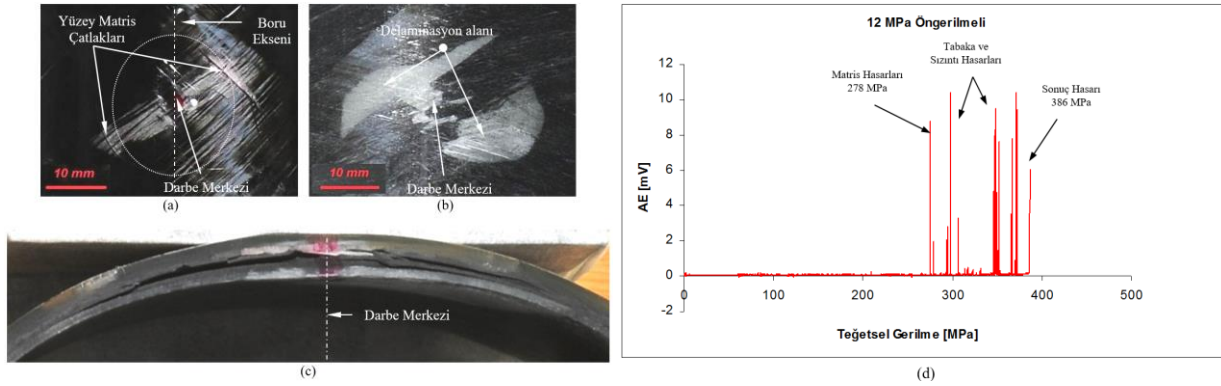 Yüzey Matris
Çatlakları
Boru
Ekseni
10 mm
Darbe Merkezi
(a)
Delaminasyon alanı
10 mm
Darbe Merkezi
(b)
Darbe Merkezi
(c)
12 MPa Öngerilmeli
Tabaka ve
Sızıntı Hasarları
Matris Hasarları
278 MPa
Sonuç Hasarı
386 MPa
AE [mV]
12
10
8
6
4
2
0
-2
0
100
200
300
400
500
Teğetsel Gerilme [MPa]
(d)